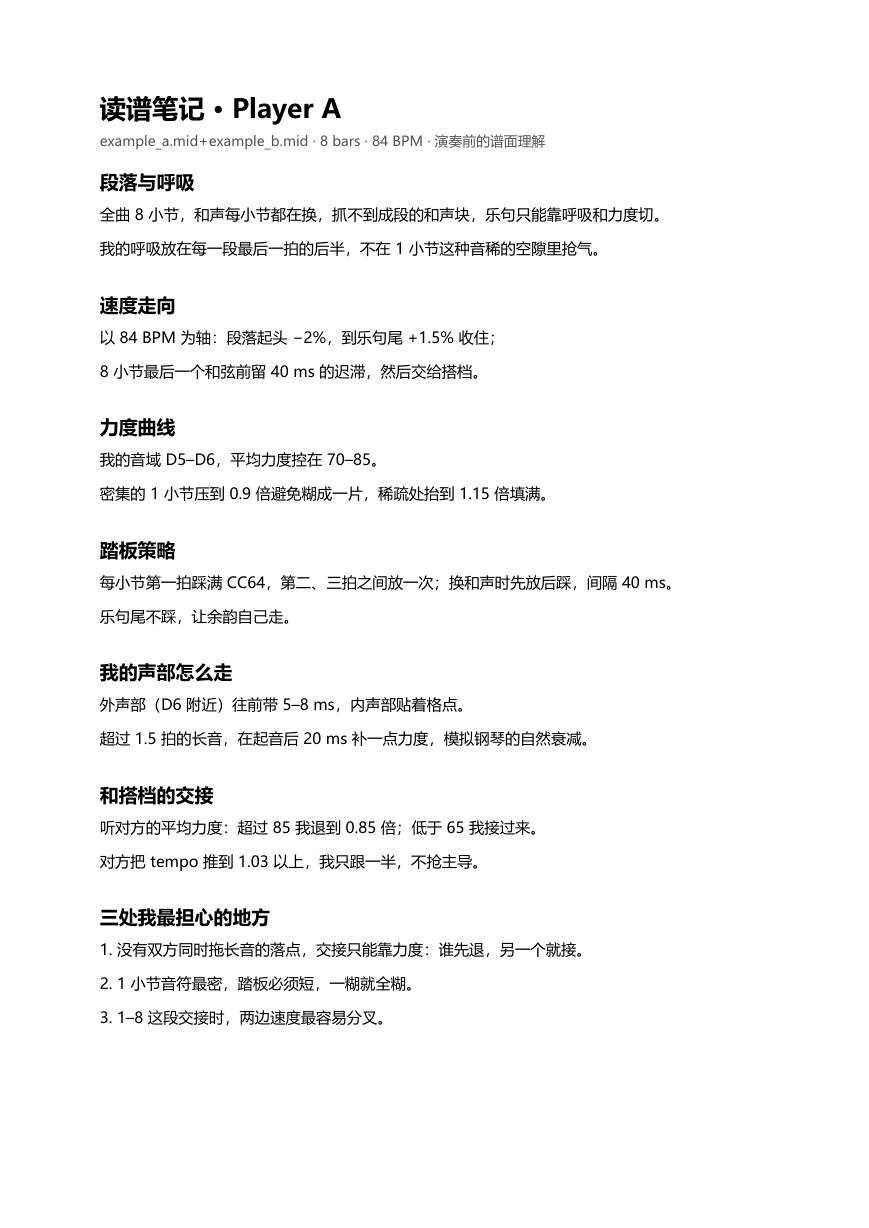 读谱笔记 · Player A
example_a.mid+example_b.mid · 8 bars · 84 BPM · 演奏前的谱面理解
段落与呼吸
全曲 8 小节，和声每小节都在换，抓不到成段的和声块，乐句只能靠呼吸和力度切。
我的呼吸放在每一段最后一拍的后半，不在 1 小节这种音稀的空隙里抢气。
速度走向
以 84 BPM 为轴：段落起头 −2%，到乐句尾 +1.5% 收住；
8 小节最后一个和弦前留 40 ms 的迟滞，然后交给搭档。
力度曲线
我的音域 D5–D6，平均力度控在 70–85。
密集的 1 小节压到 0.9 倍避免糊成一片，稀疏处抬到 1.15 倍填满。
踏板策略
每小节第一拍踩满 CC64，第二、三拍之间放一次；换和声时先放后踩，间隔 40 ms。
乐句尾不踩，让余韵自己走。
我的声部怎么走
外声部（D6 附近）往前带 5–8 ms，内声部贴着格点。
超过 1.5 拍的长音，在起音后 20 ms 补一点力度，模拟钢琴的自然衰减。
和搭档的交接
听对方的平均力度：超过 85 我退到 0.85 倍；低于 65 我接过来。
对方把 tempo 推到 1.03 以上，我只跟一半，不抢主导。
三处我最担心的地方
1. 没有双方同时拖长音的落点，交接只能靠力度：谁先退，另一个就接。
2. 1 小节音符最密，踏板必须短，一糊就全糊。
3. 1–8 这段交接时，两边速度最容易分叉。